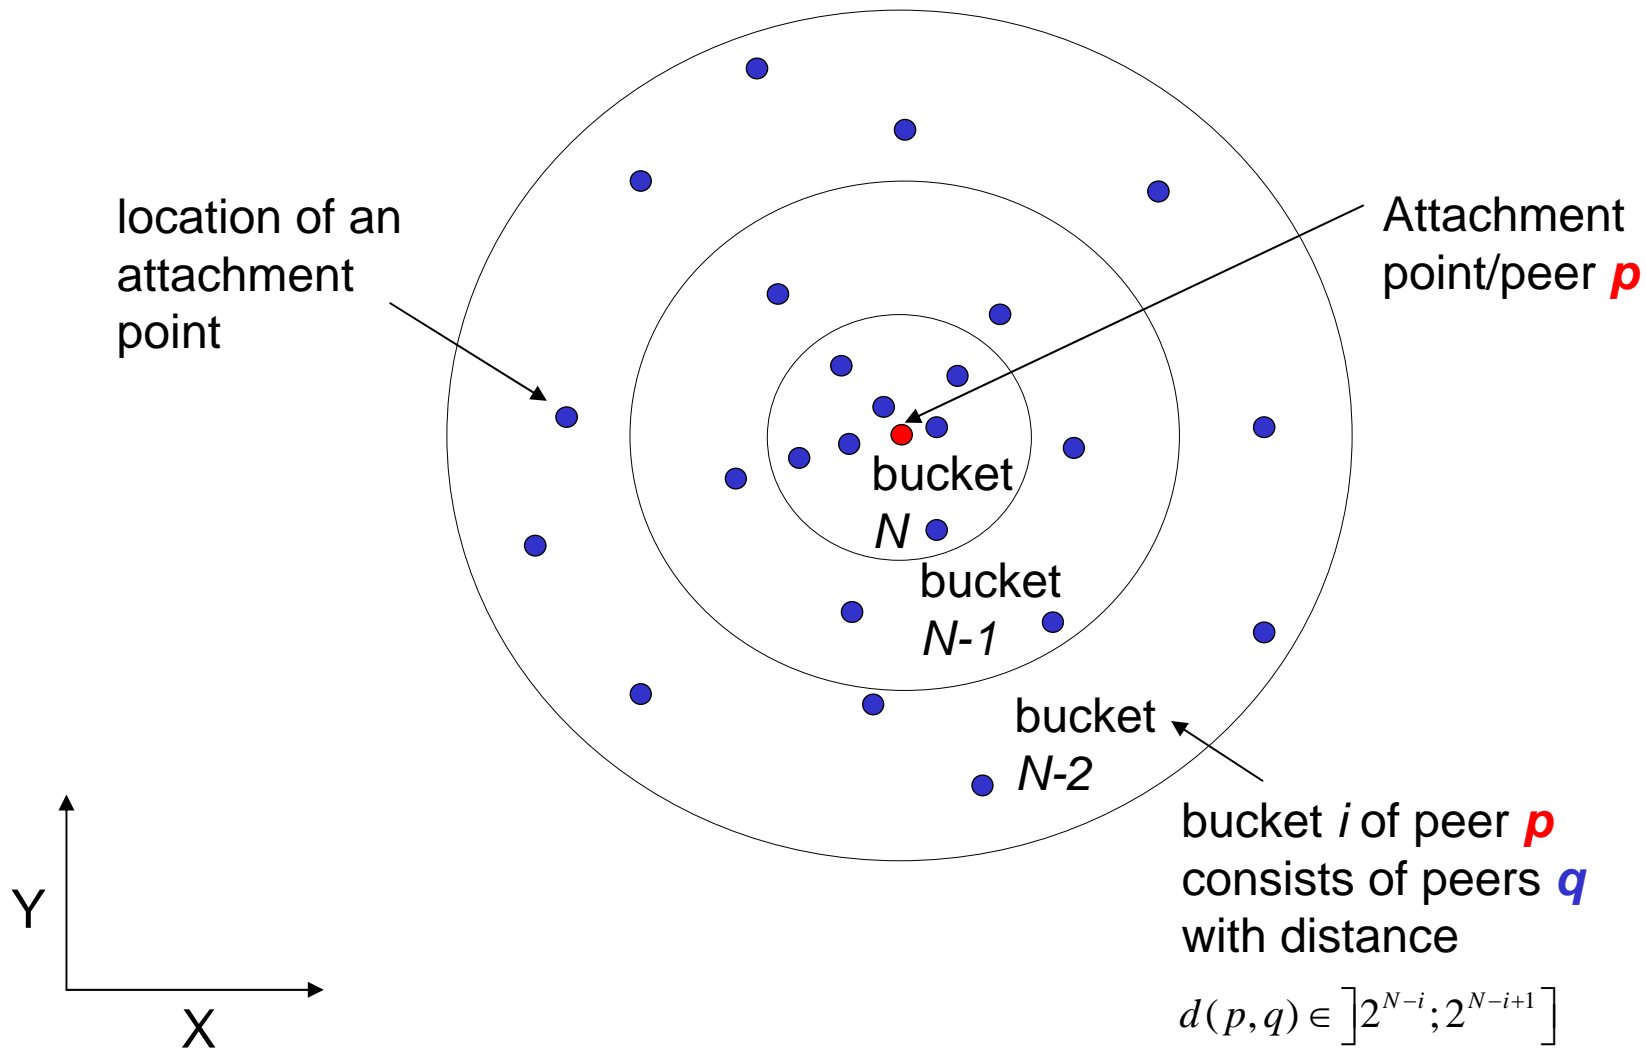 location of an
attachment
point
Attachment
point/peer p
bucket
N
bucket
N-1
bucket
N-2
bucket i of peer p
consists of peers q
with distance
d(p,q)∈]2^{N-i};2^{N-i+1}]
Y
X